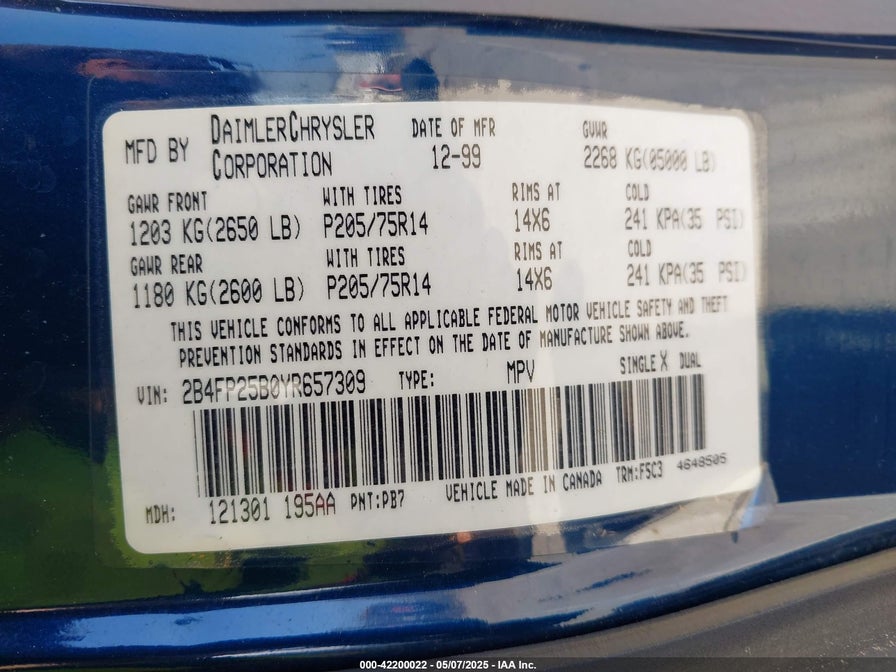 MFD BY DAIMLERCHRYSLER CORPORATION DATE OF MFR 12-99 GVWR 2268 KG(05000 LB)
GAWR FRONT WITH TIRES RIMS AT COLD
1203 KG(2650 LB) P205/75R14 14X6 241 KPA(35 PSI)
GAWR REAR WITH TIRES RIMS AT COLD
1180 KG(2600 LB) P205/75R14 14X6 241 KPA(35 PSI)
THIS VEHICLE CONFORMS TO ALL APPLICABLE FEDERAL MOTOR VEHICLE SAFETY AND THEFT
PREVENTION STANDARDS IN EFFECT ON THE DATE OF MANUFACTURE SHOWN ABOVE.
VIN: 2B4FP25B0YR657309 TYPE: MPV SINGLE X DUAL
MDH: 121301 195AA PNT:PB7 VEHICLE MADE IN CANADA TRM:F5C3 4648505
000-42200022 - 05/07/2025 - IAA Inc.